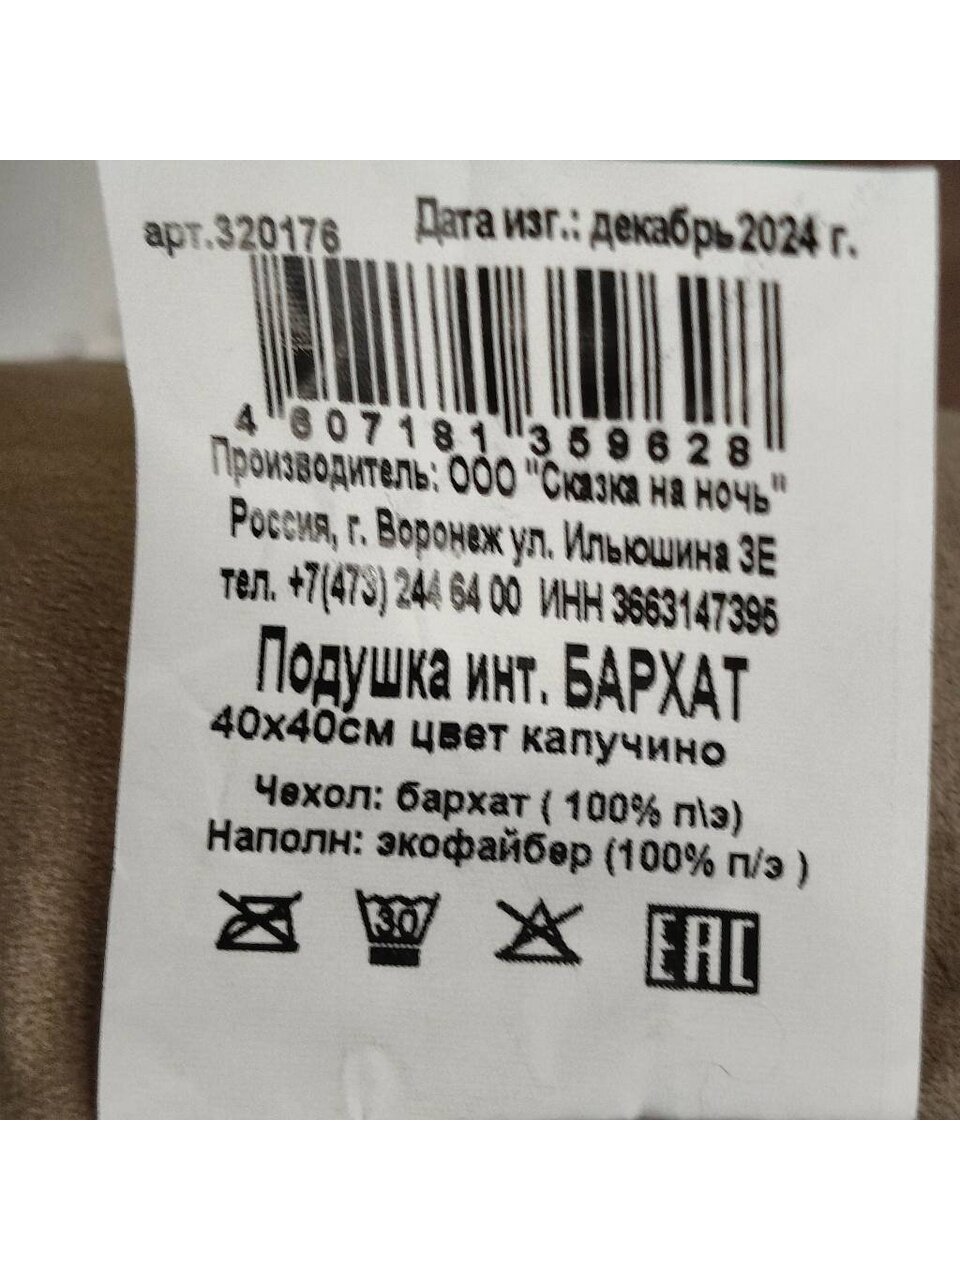 арт.320176
Дата изг.: декабрь2024 г.
4 607181 359628
Производитель: ООО "Сказка на ночь"
Россия, г. Воронеж ул. Ильюшина 3Е
тел. +7(473) 244 64 00 ИНН 3663147395
Подушка инт. БАРХАТ
40х40см цвет капучино
Чехол: бархат ( 100% п\э)
Наполн: экофайбер (100% п/э )
30
ЕАС